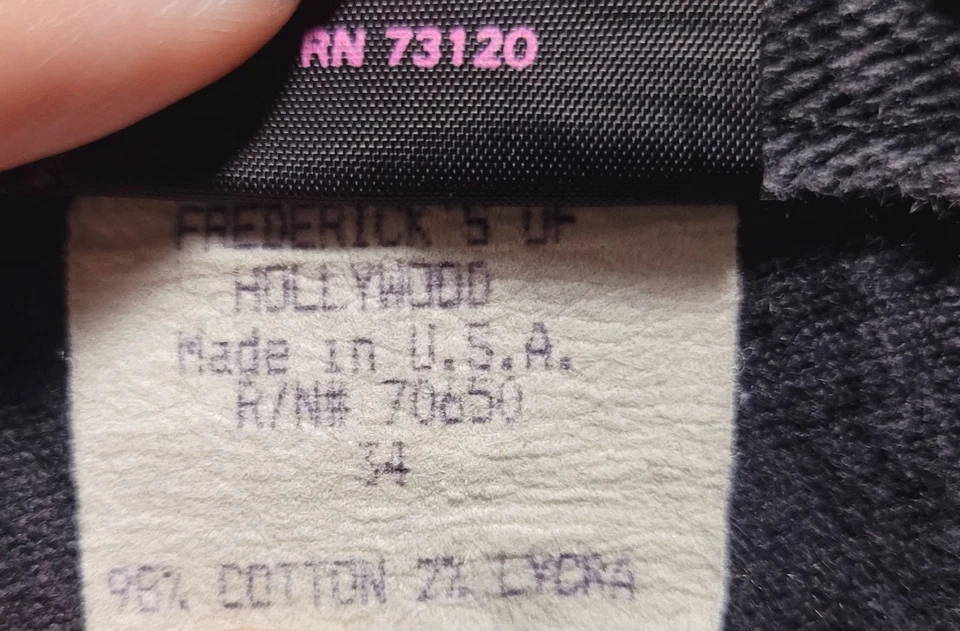 RN 73120
FREDERICK'S OF
HOLLYWOOD
Made in U.S.A.
R/N# 70650
34
98% COTTON 2% LYCRA